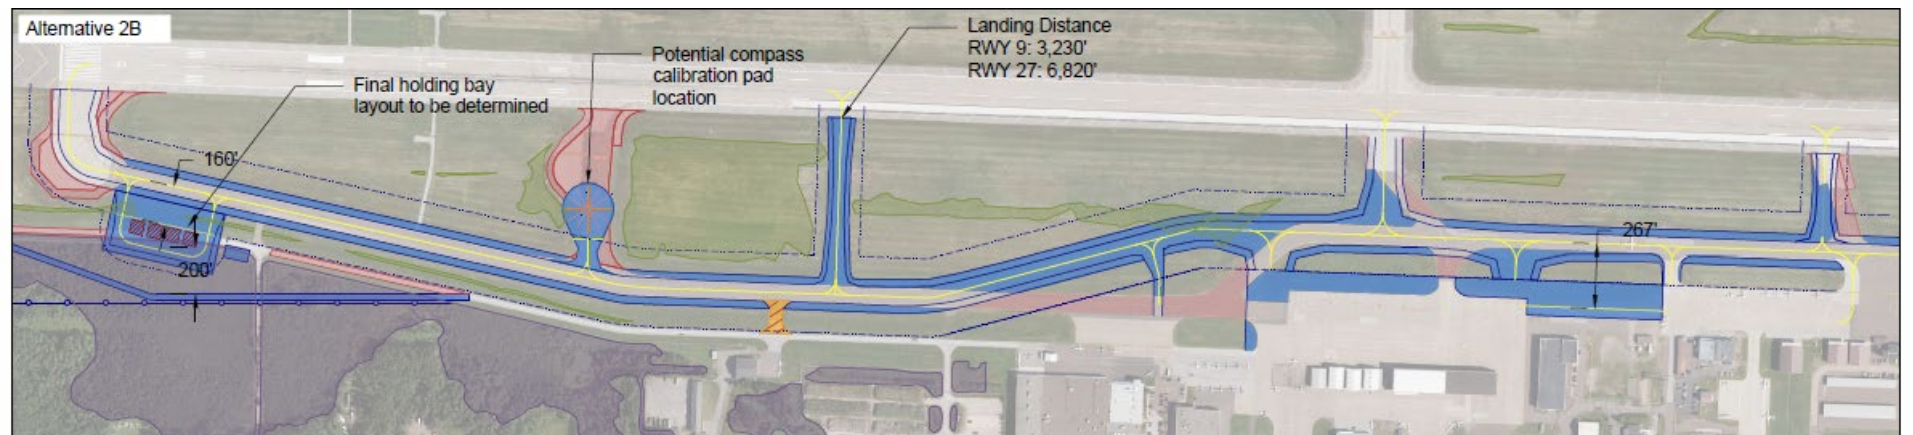 Alternative 2B
Landing Distance
RWY 9: 3,230'
RWY 27: 6,820'
Potential compass
calibration pad
location
Final holding bay
layout to be determined
160'
267'
200'